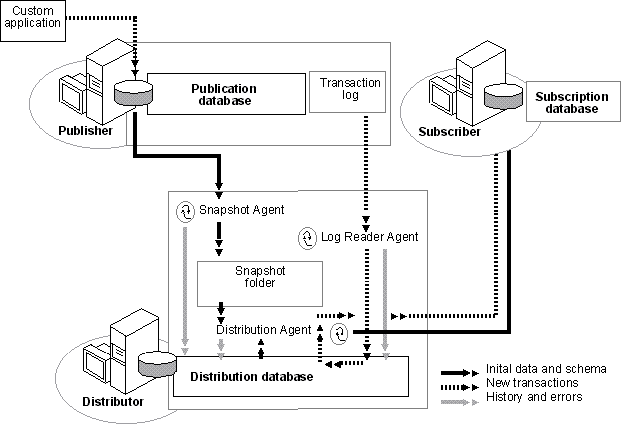 Custom
application
Publication
database
Transaction
log
Publisher
Subscription
database
Subscriber
Snapshot Agent
Log Reader Agent
Snapshot
folder
Distribution Agent
Distribution database
Distributor
Inital data and schema
New transactions
History and errors